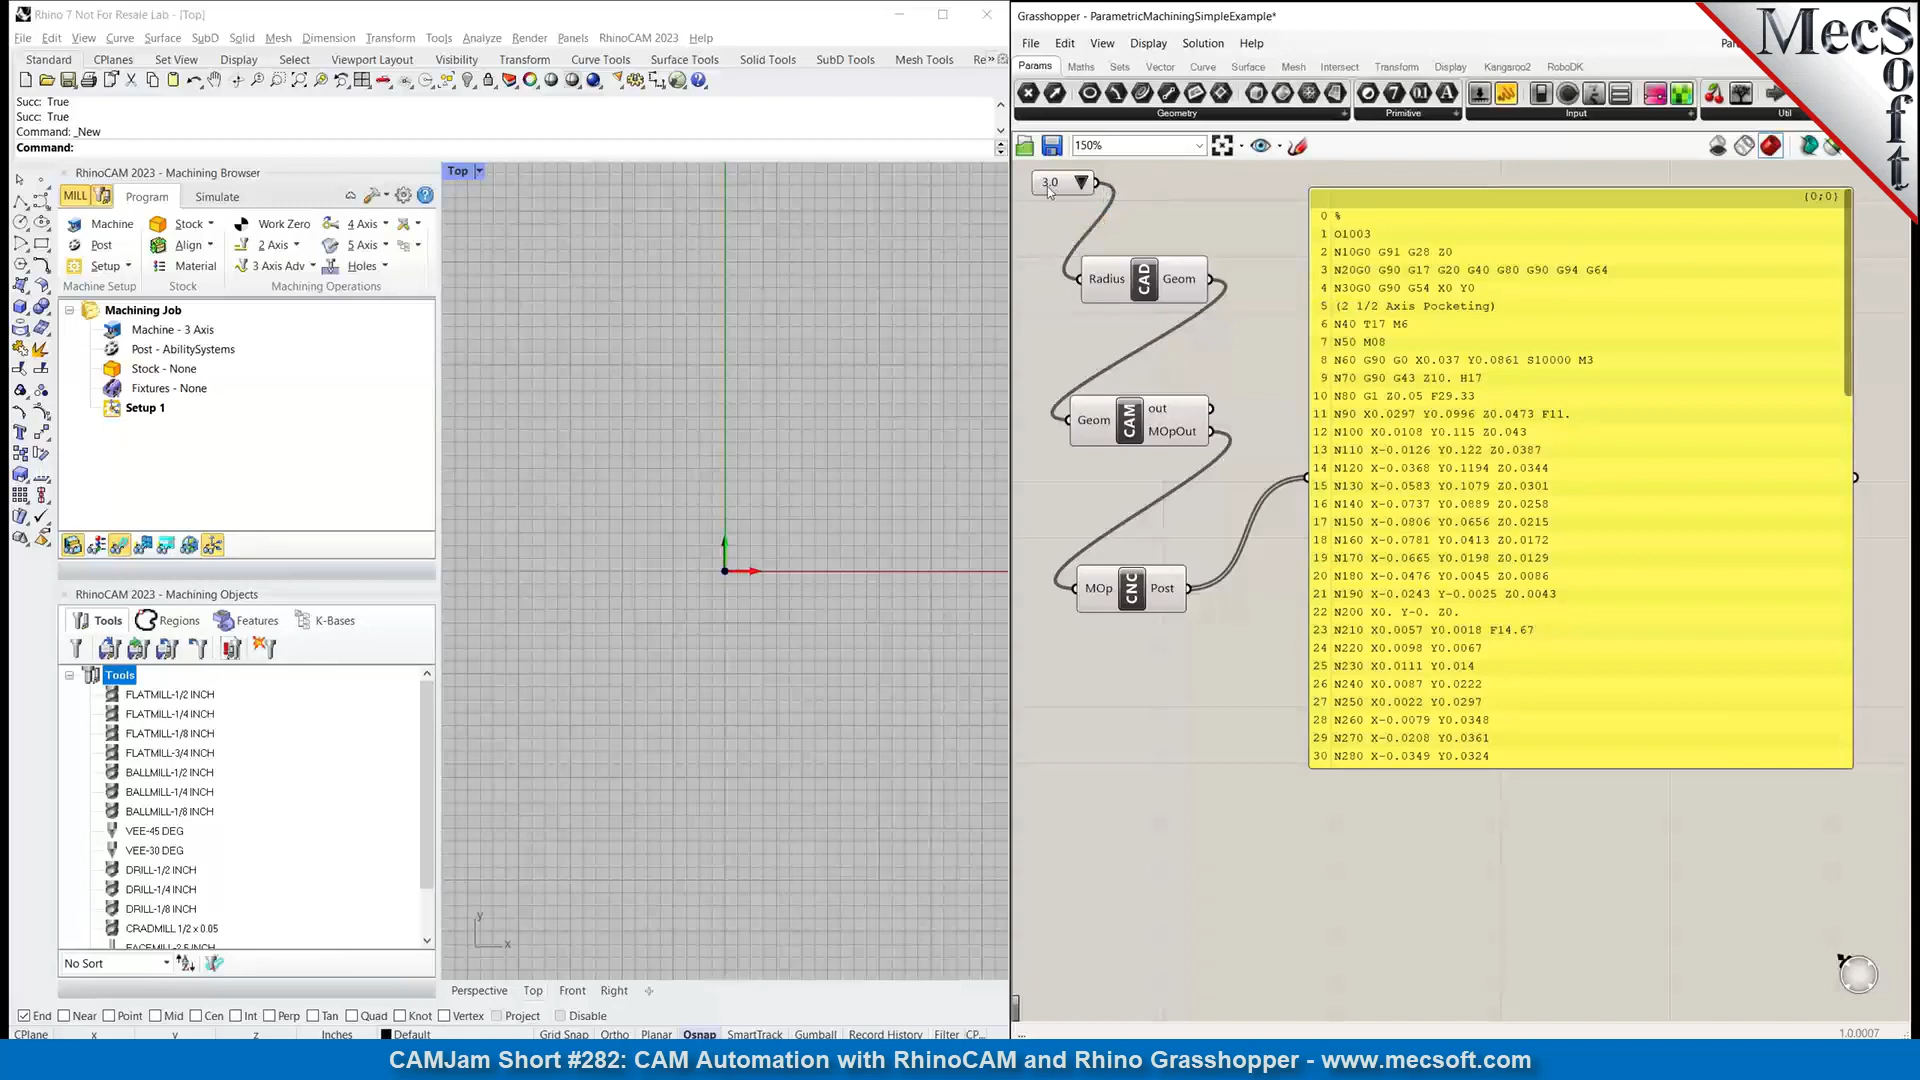 Rhino 7 Not For Resale Lab - [Top]
File Edit View Curve Surface SubD Solid Mesh Dimension Transform Tools Analyze Render Panels RhinoCAM 2023 Help
Standard CPlanes Set View Display Select Viewport Layout Visibility Transform Curve Tools Surface Tools Solid Tools SubD Tools Mesh Tools Re »
Succ: True
Succ: True
Command: _New
Command:
RhinoCAM 2023 - Machining Browser
MILL Program Simulate
Machine Stock Work Zero 4 Axis
Post Align 2 Axis 5 Axis
Setup Material 3 Axis Adv Holes
Machine Setup Stock Machining Operations
Machining Job
Machine - 3 Axis
Post - AbilitySystems
Stock - None
Fixtures - None
Setup 1
RhinoCAM 2023 - Machining Objects
Tools Regions Features K-Bases
Tools
FLATMILL-1/2 INCH
FLATMILL-1/4 INCH
FLATMILL-1/8 INCH
FLATMILL-3/4 INCH
BALLMILL-1/2 INCH
BALLMILL-1/4 INCH
BALLMILL-1/8 INCH
VEE-45 DEG
VEE-30 DEG
DRILL-1/2 INCH
DRILL-1/4 INCH
DRILL-1/8 INCH
CRADMILL 1/2 x 0.05
FACEMILL-2.5 INCH
No Sort
Top
y
x
Perspective Top Front Right
End Near Point Mid Cen Int Perp Tan Quad Knot Vertex Project Disable
CPlane x y z Inches Default Grid Snap Ortho Planar Osnap SmartTrack Gumball Record History Filter CP...
Grasshopper - ParametricMachiningSimpleExample*
File Edit View Display Solution Help
Params Maths Sets Vector Curve Surface Mesh Intersect Transform Display Kangaroo2 RoboDK
Geometry Primitive Input Util
150%
3.0
Radius CAD Geom
Geom CAM out
MOpOut
MOp CNC Post
{0;0}
0 %
1 O1003
2 N10G0 G91 G28 Z0
3 N20G0 G90 G17 G20 G40 G80 G90 G94 G64
4 N30G0 G90 G54 X0 Y0
5 (2 1/2 Axis Pocketing)
6 N40 T17 M6
7 N50 M08
8 N60 G90 G0 X0.037 Y0.0861 S10000 M3
9 N70 G90 G43 Z10. H17
10 N80 G1 Z0.05 F29.33
11 N90 X0.0297 Y0.0996 Z0.0473 F11.
12 N100 X0.0108 Y0.115 Z0.043
13 N110 X-0.0126 Y0.122 Z0.0387
14 N120 X-0.0368 Y0.1194 Z0.0344
15 N130 X-0.0583 Y0.1079 Z0.0301
16 N140 X-0.0737 Y0.0889 Z0.0258
17 N150 X-0.0806 Y0.0656 Z0.0215
18 N160 X-0.0781 Y0.0413 Z0.0172
19 N170 X-0.0665 Y0.0198 Z0.0129
20 N180 X-0.0476 Y0.0045 Z0.0086
21 N190 X-0.0243 Y-0.0025 Z0.0043
22 N200 X0. Y-0. Z0.
23 N210 X0.0057 Y0.0018 F14.67
24 N220 X0.0098 Y0.0067
25 N230 X0.0111 Y0.014
26 N240 X0.0087 Y0.0222
27 N250 X0.0022 Y0.0297
28 N260 X-0.0079 Y0.0348
29 N270 X-0.0208 Y0.0361
30 N280 X-0.0349 Y0.0324
1.0.0007
MecSoft
CAMJam Short #282: CAM Automation with RhinoCAM and Rhino Grasshopper - www.mecsoft.com